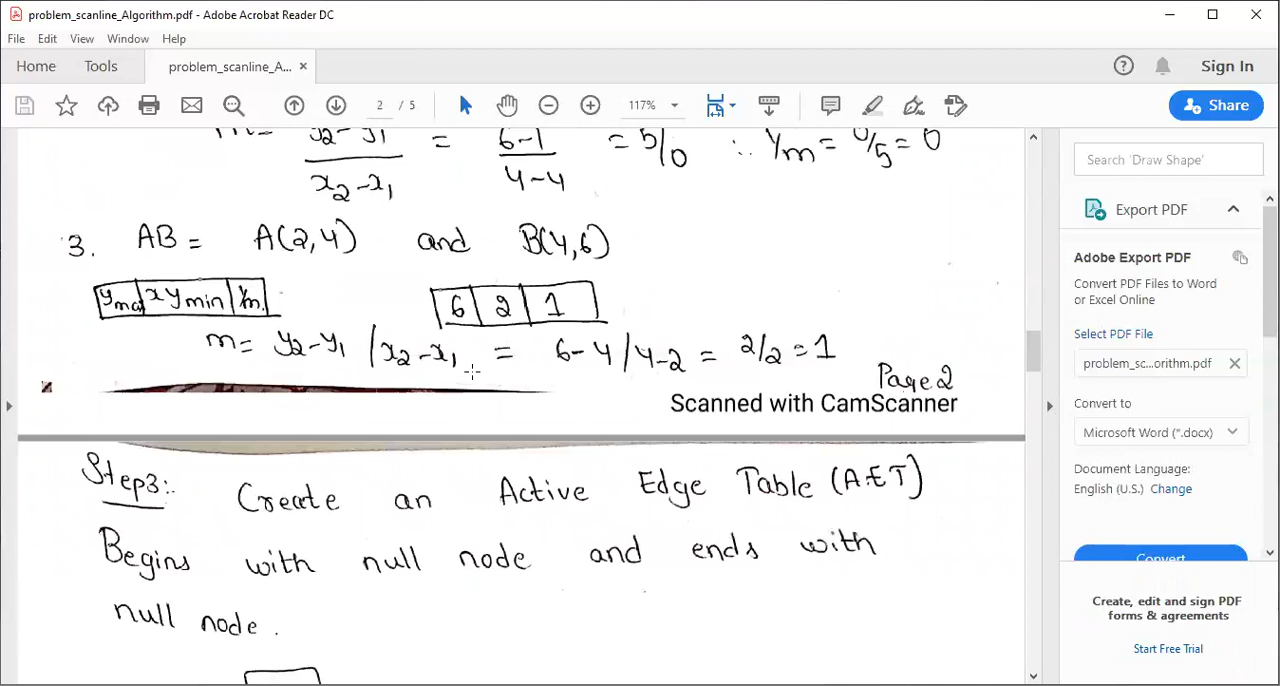 problem_scanline_Algorithm.pdf - Adobe Acrobat Reader DC
File Edit View Window Help
Home Tools problem_scanline_A... × Sign In
2 / 5 117% Share
m = y2-y1 / x2-x1 = 6-1 / 4-4 = 5/0 ∴ 1/m = 0/5 = 0
3. AB = A(2,4) and B(4,6)
ymax xymin 1/m 6 2 1
m = y2-y1 / x2-x1 = 6-4/4-2 = 2/2 = 1
Page 2
Scanned with CamScanner
Step3:. Create an Active Edge Table (AET)
Begins with null node and ends with
null node.
Search 'Draw Shape'
Export PDF
Adobe Export PDF
Convert PDF Files to Word
or Excel Online
Select PDF File
problem_sc...orithm.pdf ×
Convert to
Microsoft Word (*.docx)
Document Language:
English (U.S.) Change
Convert
Create, edit and sign PDF
forms & agreements
Start Free Trial